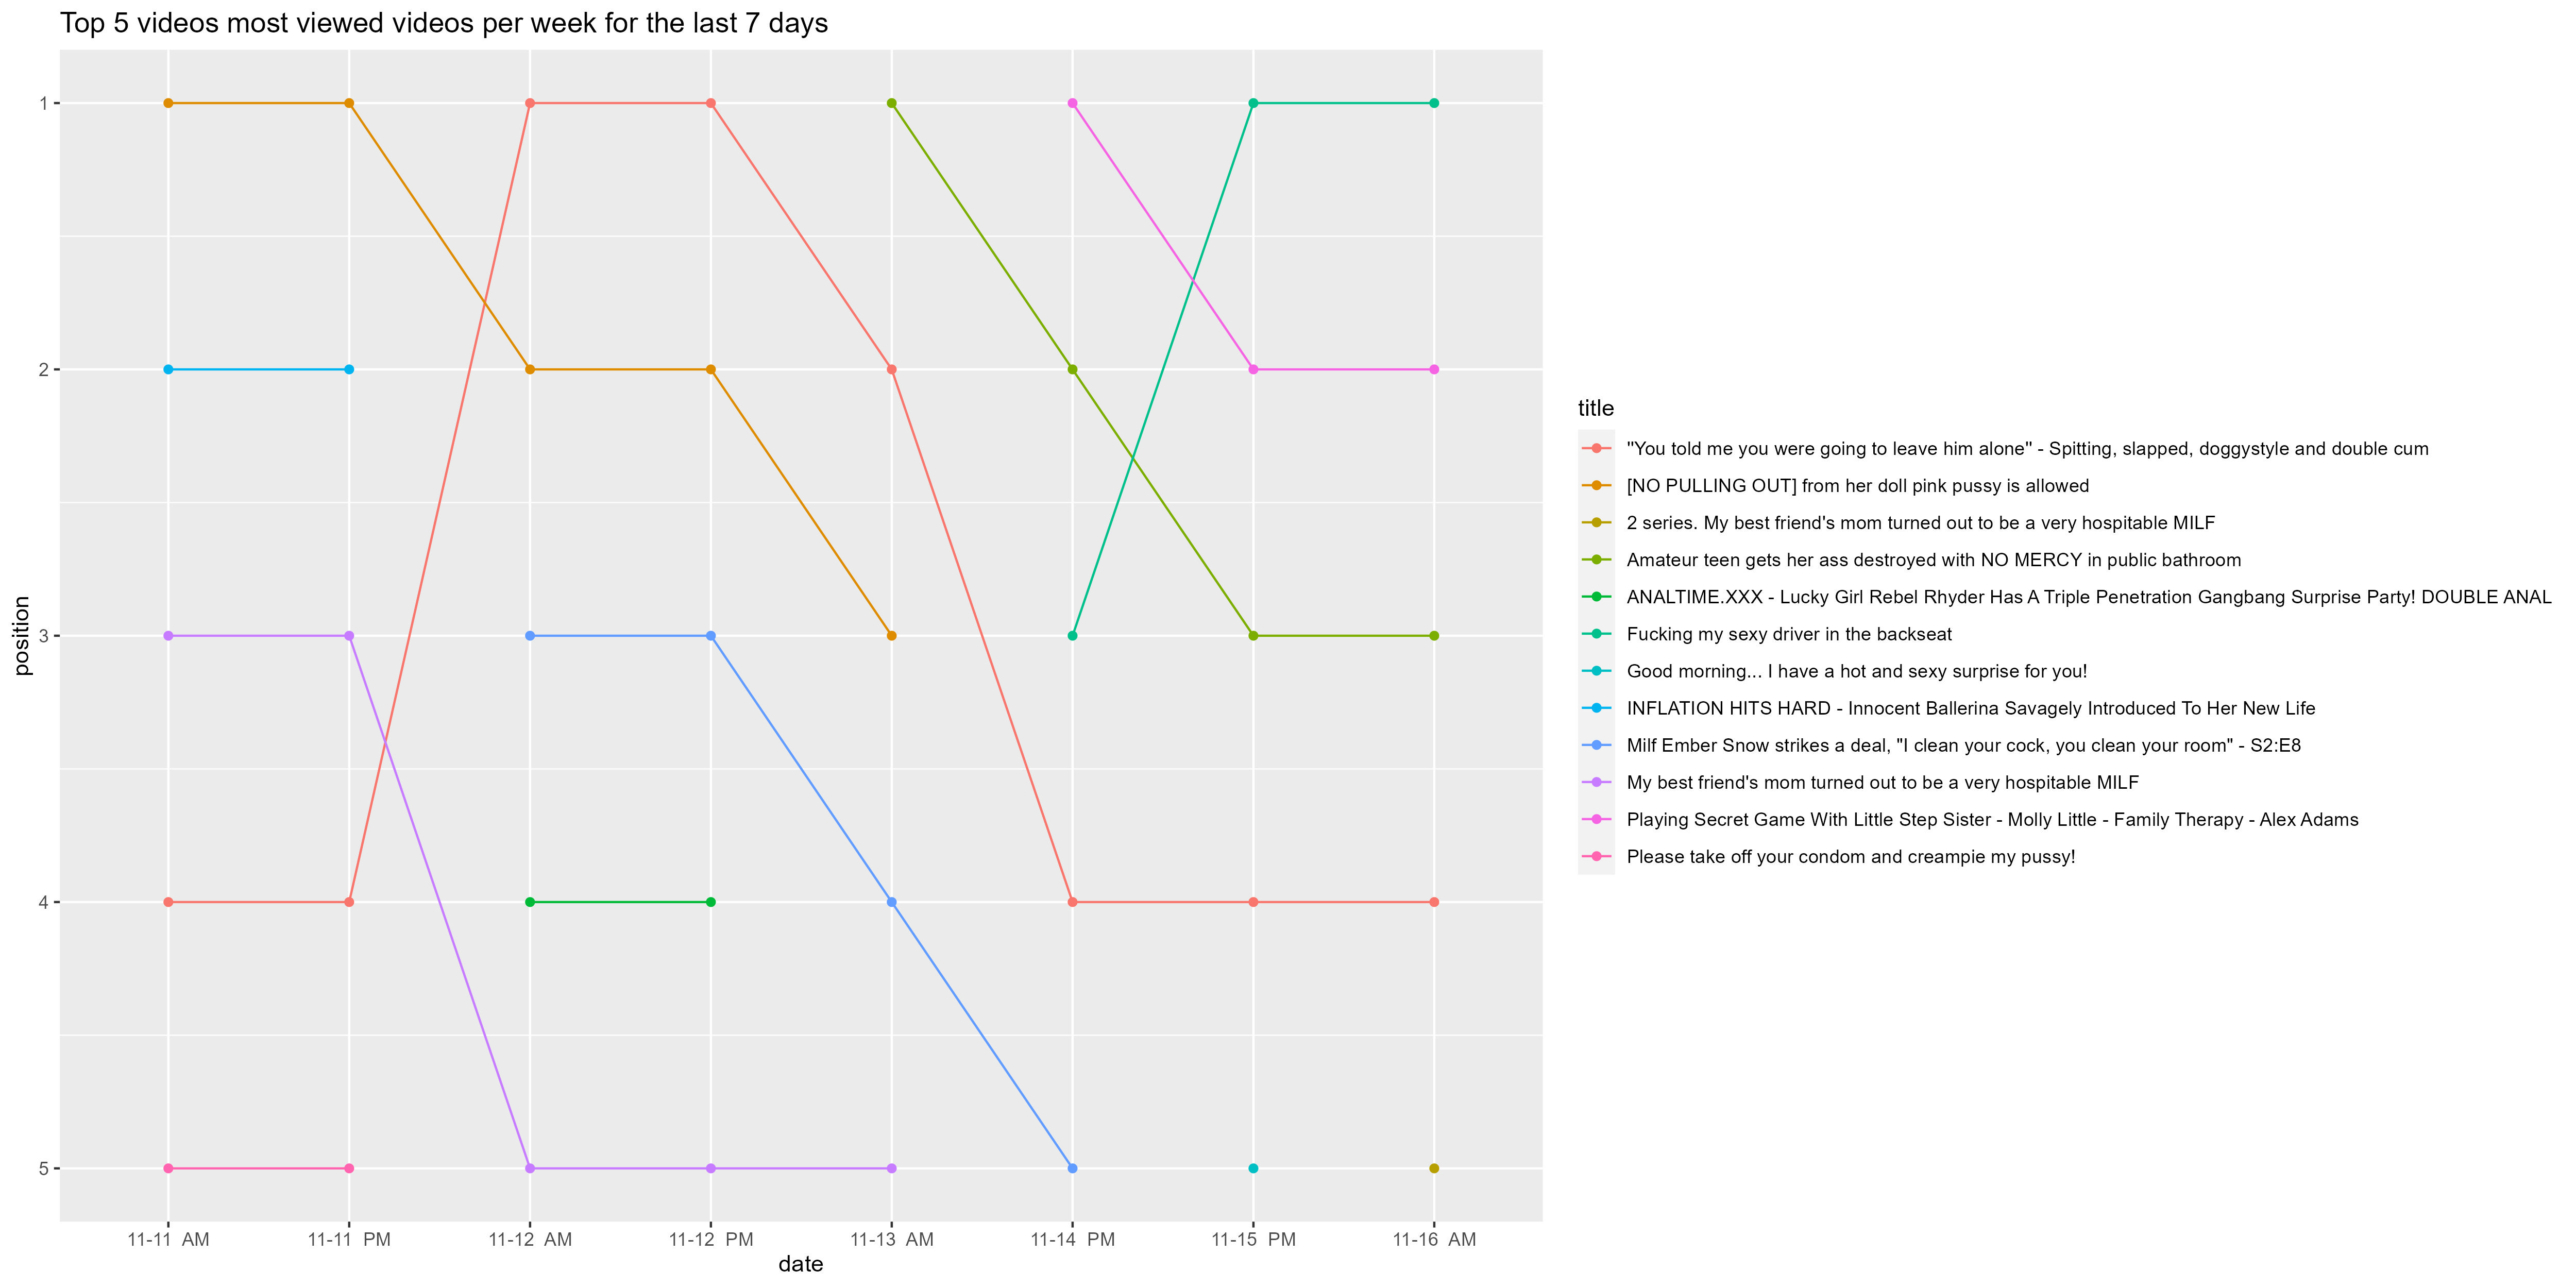 Top 5 videos most viewed videos per week for the last 7 days
position
1
2
3
4
5
11-11 AM
11-11 PM
11-12 AM
11-12 PM
11-13 AM
11-14 PM
11-15 PM
11-16 AM
date
title
"You told me you were going to leave him alone" - Spitting, slapped, doggystyle and double cum
[NO PULLING OUT] from her doll pink pussy is allowed
2 series. My best friend's mom turned out to be a very hospitable MILF
Amateur teen gets her ass destroyed with NO MERCY in public bathroom
ANALTIME.XXX - Lucky Girl Rebel Rhyder Has A Triple Penetration Gangbang Surprise Party! DOUBLE ANAL
Fucking my sexy driver in the backseat
Good morning... I have a hot and sexy surprise for you!
INFLATION HITS HARD - Innocent Ballerina Savagely Introduced To Her New Life
Milf Ember Snow strikes a deal, "I clean your cock, you clean your room" - S2:E8
My best friend's mom turned out to be a very hospitable MILF
Playing Secret Game With Little Step Sister - Molly Little - Family Therapy - Alex Adams
Please take off your condom and creampie my pussy!